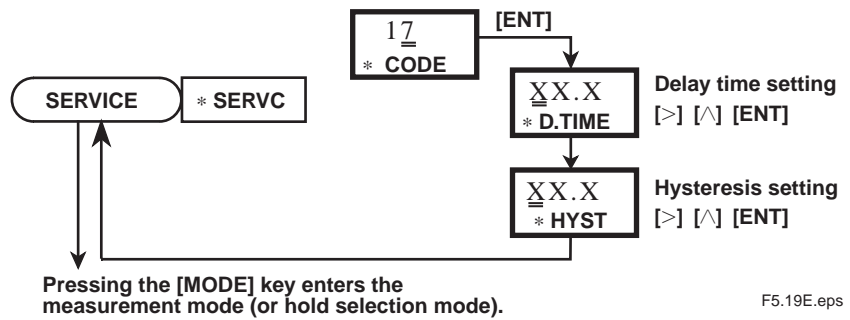 17
* CODE
[ENT]
SERVICE
* SERVC
XX.X
* D.TIME
Delay time setting
[>] [∧] [ENT]
XX.X
* HYST
Hysteresis setting
[>] [∧] [ENT]
Pressing the [MODE] key enters the
measurement mode (or hold selection mode).
F5.19E.eps